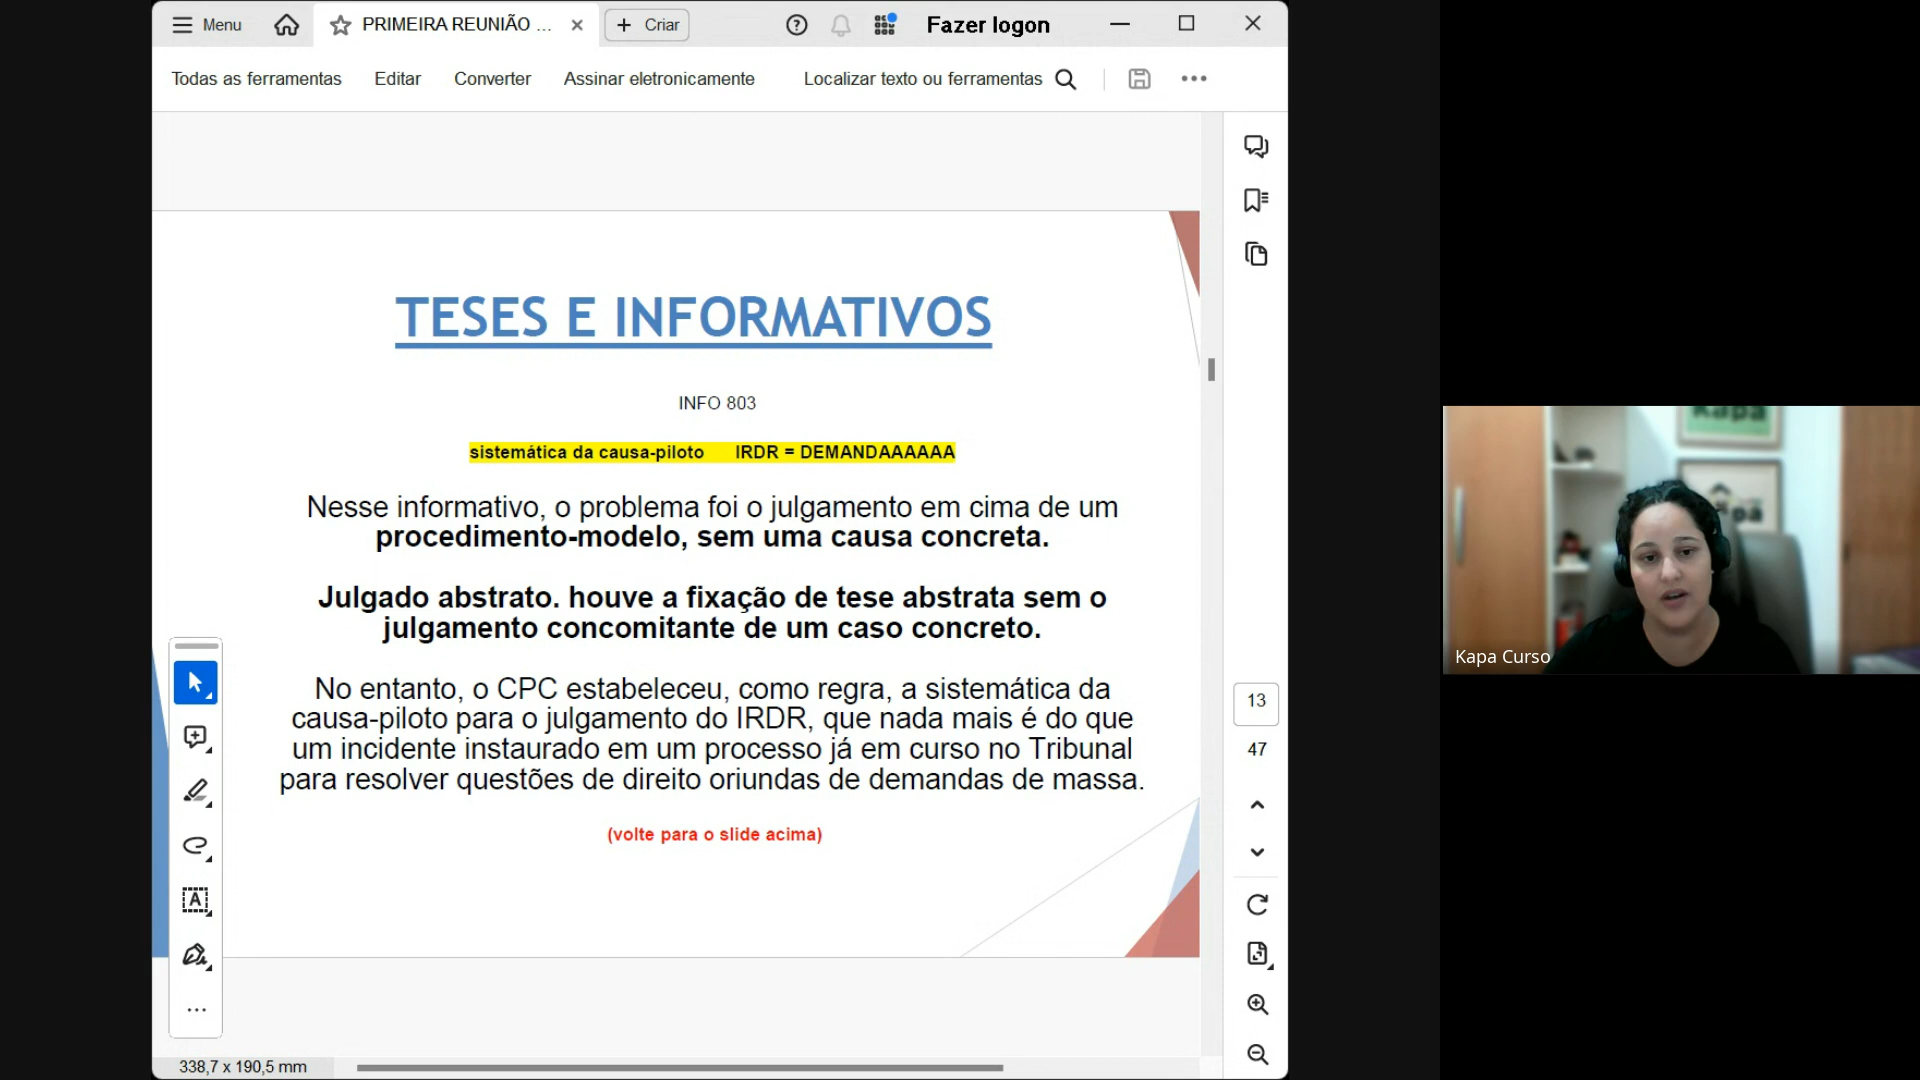 Menu
PRIMEIRA REUNIÃO ...
Criar
Fazer logon
Todas as ferramentas
Editar
Converter
Assinar eletronicamente
Localizar texto ou ferramentas
TESES E INFORMATIVOS
INFO 803
sistemática da causa-piloto IRDR = DEMANDAAAAAA
Nesse informativo, o problema foi o julgamento em cima de um
procedimento-modelo, sem uma causa concreta.
Julgado abstrato. houve a fixação de tese abstrata sem o
julgamento concomitante de um caso concreto.
No entanto, o CPC estabeleceu, como regra, a sistemática da
causa-piloto para o julgamento do IRDR, que nada mais é do que
um incidente instaurado em um processo já em curso no Tribunal
para resolver questões de direito oriundas de demandas de massa.
(volte para o slide acima)
13
47
338,7 x 190,5 mm
Kapa
Kapa Curso